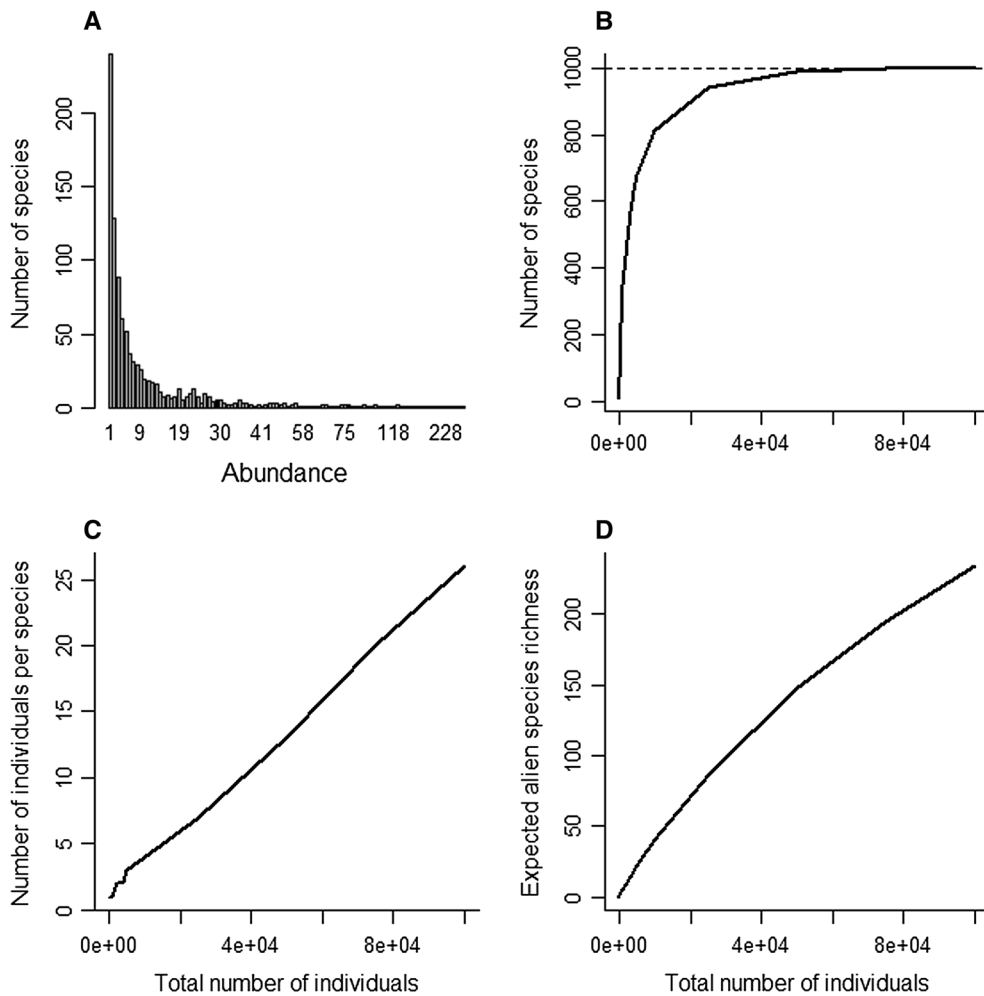 A
Number of species
0
50
100
150
200
1 9 19 30 41 58 75 118 228
Abundance
B
Number of species
0
200
400
600
800
1000
0e+00 4e+04 8e+04
C
Number of individuals per species
0
5
10
15
20
25
0e+00 4e+04 8e+04
Total number of individuals
D
Expected alien species richness
0
50
100
150
200
0e+00 4e+04 8e+04
Total number of individuals